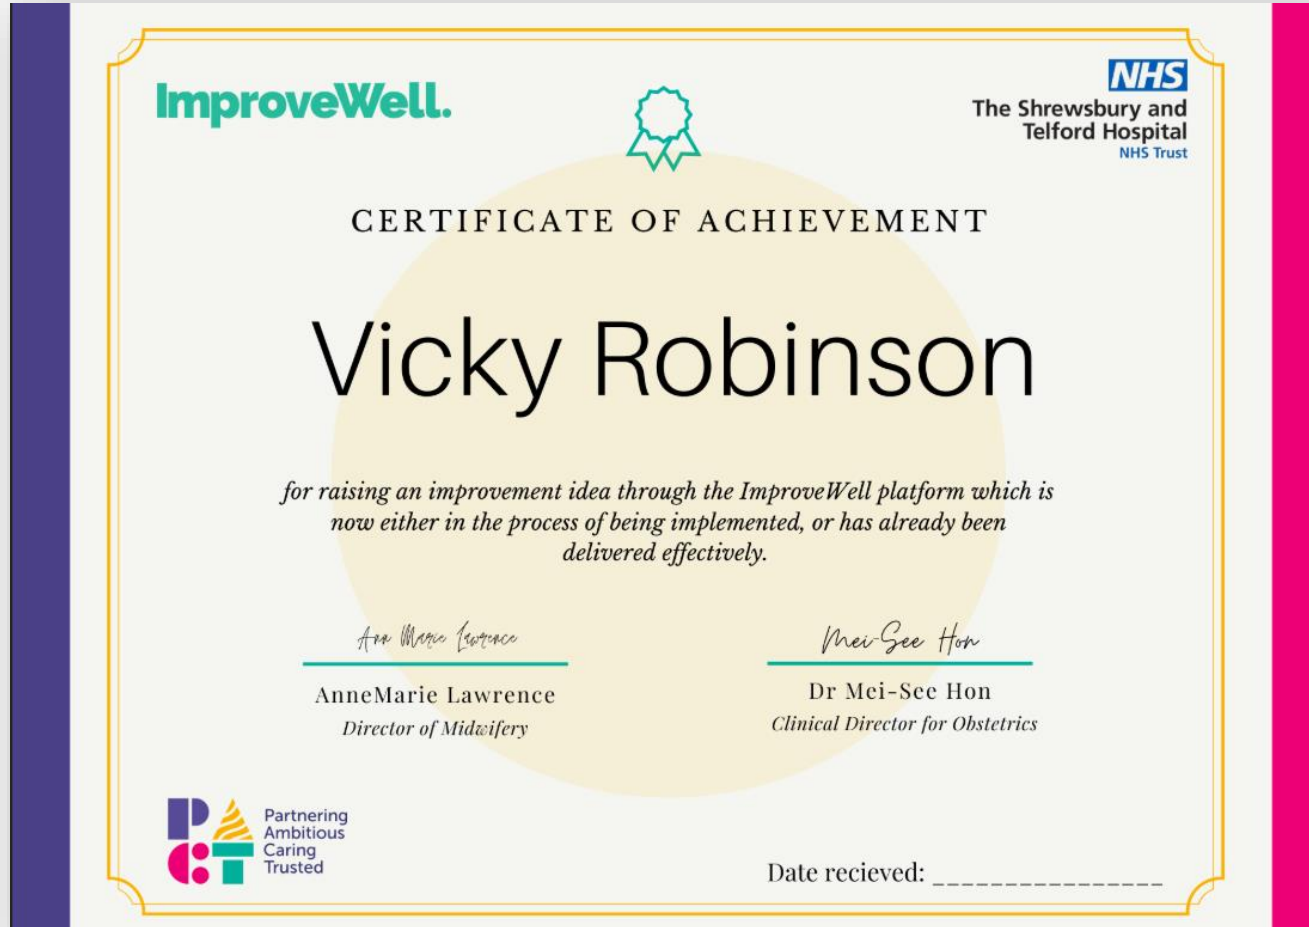 ImproveWell.
NHS
The Shrewsbury and
Telford Hospital
NHS Trust
CERTIFICATE OF ACHIEVEMENT
Vicky Robinson
for raising an improvement idea through the ImproveWell platform which is
now either in the process of being implemented, or has already been
delivered effectively.
Ann Marie Lawrence
Mei-See Hon
AnneMarie Lawrence
Director of Midwifery
Dr Mei-See Hon
Clinical Director for Obstetrics
PACT
Partnering
Ambitious
Caring
Trusted
Date recieved: ________________